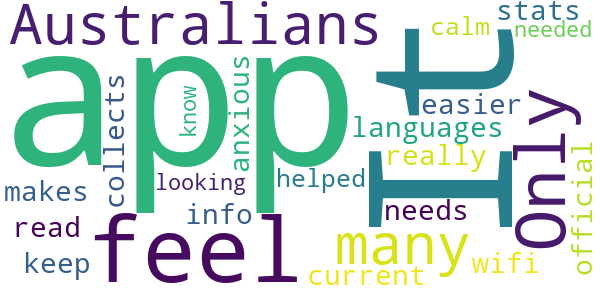 Australians
app
It
feel
Only
many
stats
calm
needed
easier
languages
really
official
needs
wifi
current
helped
info
looking
know
anxious
collects
makes
read
keep